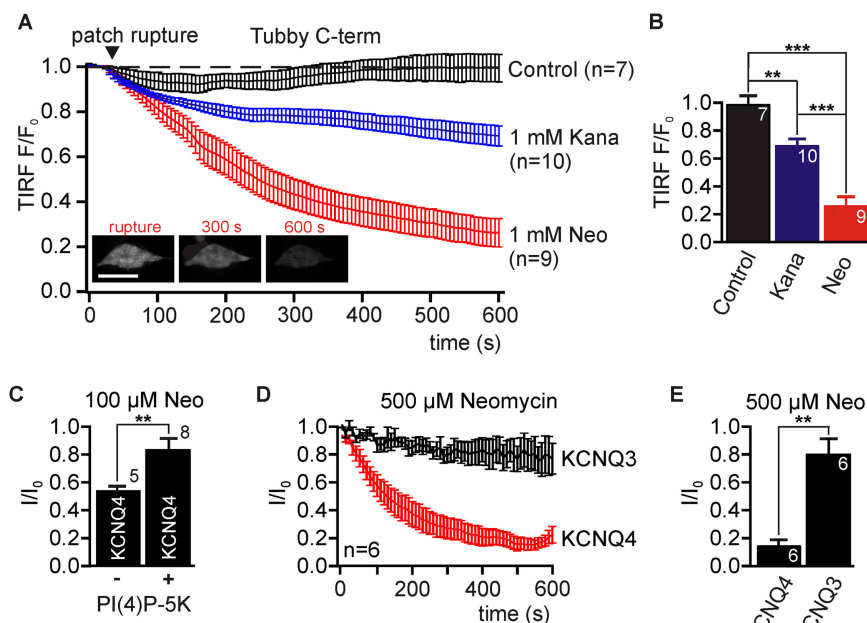 A
patch rupture
Tubby C-term
Control (n=7)
1 mM Kana
(n=10)
1 mM Neo
(n=9)
TIRF F/F0
1.0
0.8
0.6
0.4
0.2
0.0
rupture
300 s
600 s
0
100
200
300
400
500
600
time (s)
B
***
**
***
TIRF F/F0
1.0
0.8
0.6
0.4
0.2
0.0
7
10
9
Control
Kana
Neo
C
100 µM Neo
**
I/I0
1.0
0.8
0.6
0.4
0.2
0.0
KCNQ4
5
KCNQ4
8
- +
PI(4)P-5K
D
500 µM Neomycin
I/I0
1.0
0.8
0.6
0.4
0.2
0.0
KCNQ3
KCNQ4
n=6
0
200
400
600
time (s)
E
500 µM Neo
**
I/I0
1.0
0.8
0.6
0.4
0.2
0.0
6
6
CNQ4
CNQ3